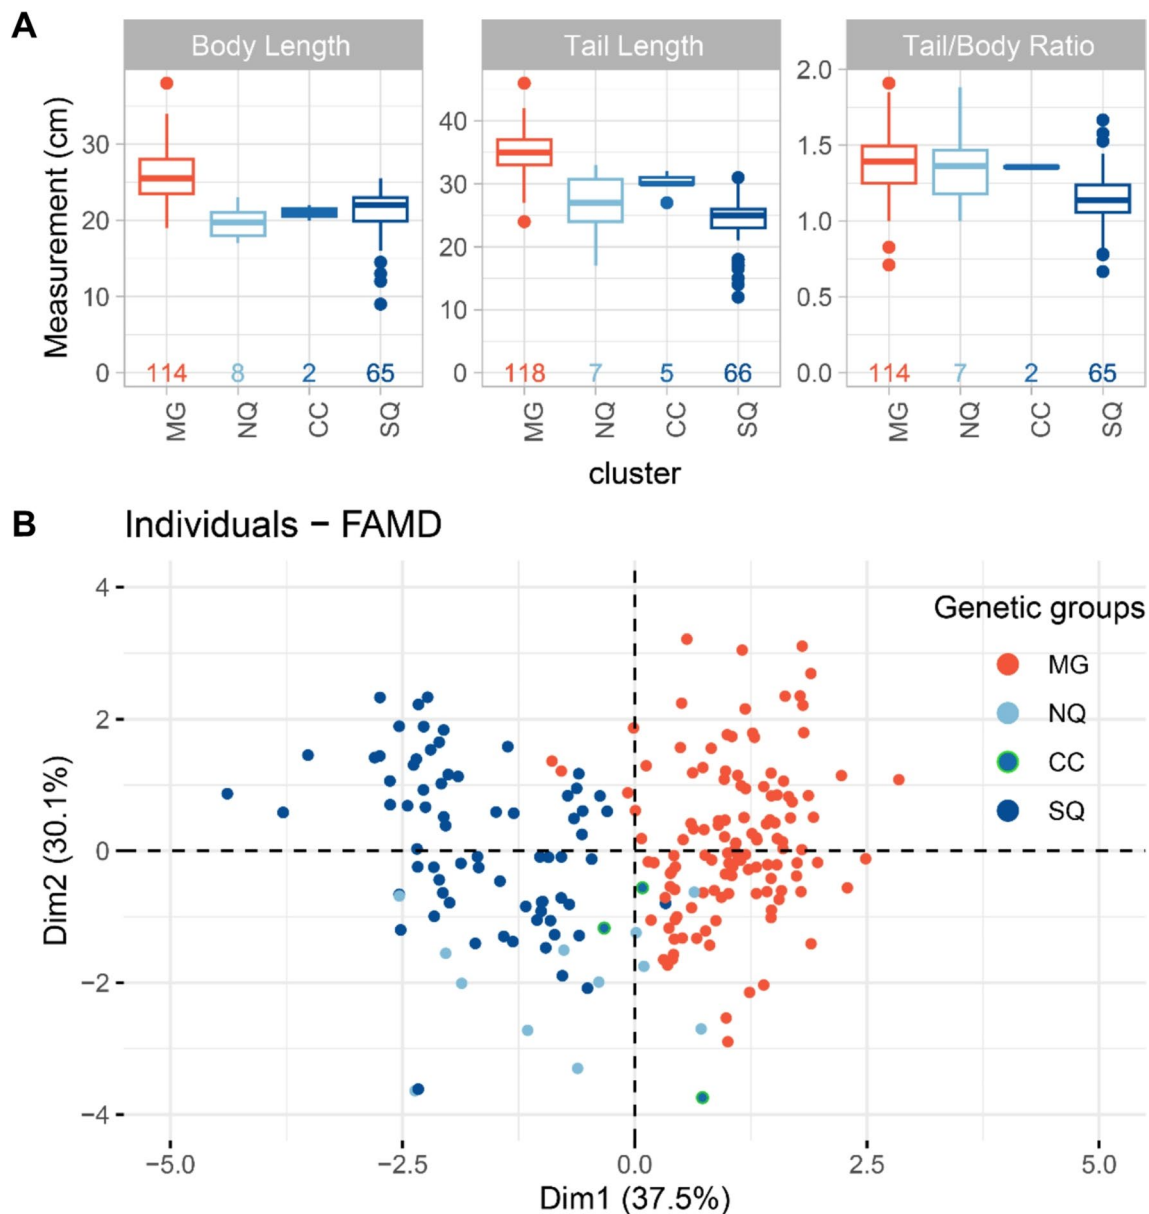 A
Body Length
Tail Length
Tail/Body Ratio
Measurement (cm)
30
20
10
0
40
30
20
10
0
2.0
1.5
1.0
0.5
0.0
114 8 2 65
118 7 5 66
114 7 2 65
MG NQ CC SQ
MG NQ CC SQ
MG NQ CC SQ
cluster
B
Individuals − FAMD
Dim2 (30.1%)
4
2
0
−2
−4
Genetic groups
MG
NQ
CC
SQ
−5.0 −2.5 0.0 2.5 5.0
Dim1 (37.5%)